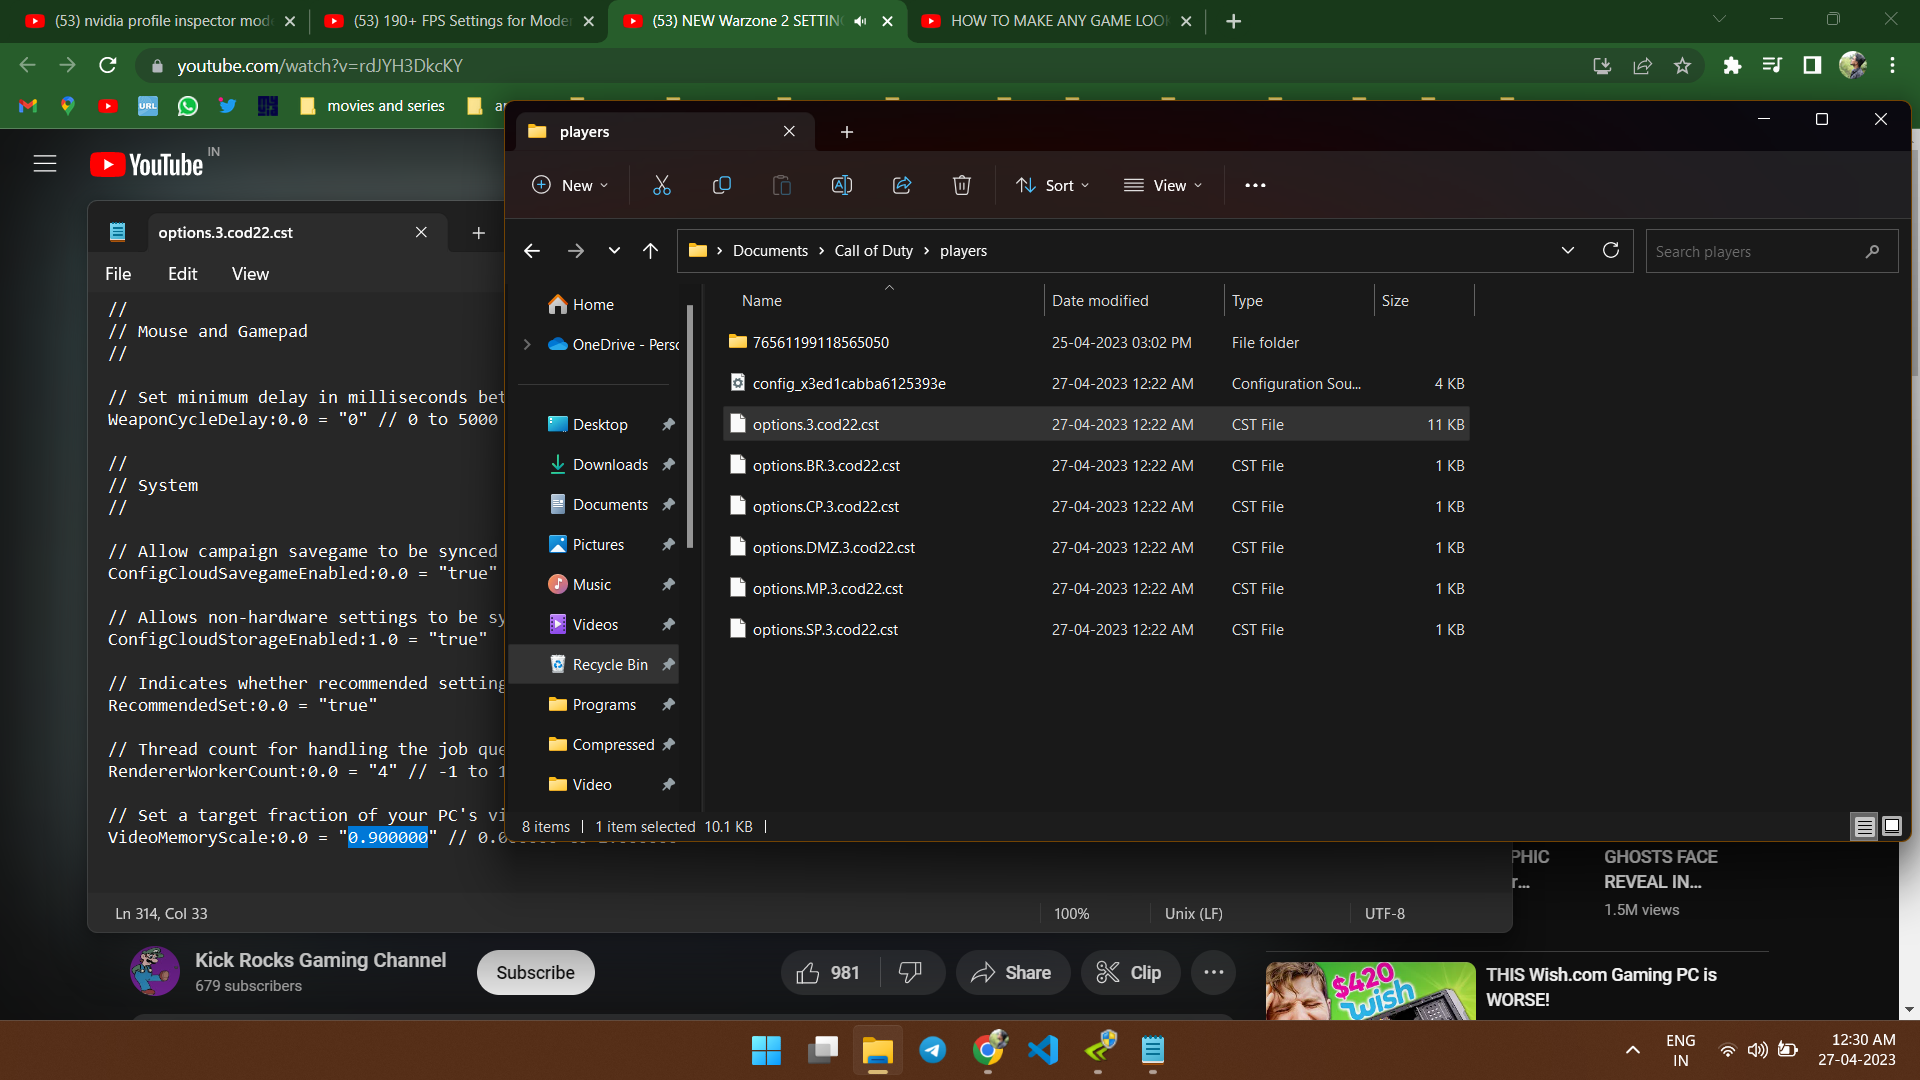 (53) nvidia profile inspector mode
(53) 190+ FPS Settings for Moder
(53) NEW Warzone 2 SETTIN
HOW TO MAKE ANY GAME LOO
youtube.com/watch?v=rdJYH3DkcKY
URL
movies and series
YouTube IN
options.3.cod22.cst
File Edit View
//
// Mouse and Gamepad
//
// Set minimum delay in milliseconds bet
WeaponCycleDelay:0.0 = "0" // 0 to 5000
//
// System
//
// Allow campaign savegame to be synced
ConfigCloudSavegameEnabled:0.0 = "true"
// Allows non-hardware settings to be sy
ConfigCloudStorageEnabled:1.0 = "true"
// Indicates whether recommended setting
RecommendedSet:0.0 = "true"
// Thread count for handling the job que
RendererWorkerCount:0.0 = "4" // -1 to 1
// Set a target fraction of your PC's vi
VideoMemoryScale:0.0 = "0.900000" // 0.0
Ln 314, Col 33
100%
Unix (LF)
UTF-8
players
New
Sort
View
Documents > Call of Duty > players
Search players
Home
OneDrive - Perso
Desktop
Downloads
Documents
Pictures
Music
Videos
Recycle Bin
Programs
Compressed
Video
Name Date modified Type Size
76561199118565050 25-04-2023 03:02 PM File folder
config_x3ed1cabba6125393e 27-04-2023 12:22 AM Configuration Sou... 4 KB
options.3.cod22.cst 27-04-2023 12:22 AM CST File 11 KB
options.BR.3.cod22.cst 27-04-2023 12:22 AM CST File 1 KB
options.CP.3.cod22.cst 27-04-2023 12:22 AM CST File 1 KB
options.DMZ.3.cod22.cst 27-04-2023 12:22 AM CST File 1 KB
options.MP.3.cod22.cst 27-04-2023 12:22 AM CST File 1 KB
options.SP.3.cod22.cst 27-04-2023 12:22 AM CST File 1 KB
8 items
1 item selected 10.1 KB
PHIC
r...
GHOSTS FACE
REVEAL IN...
1.5M views
Kick Rocks Gaming Channel
679 subscribers
Subscribe
981
Share
Clip
$420
wish
THIS Wish.com Gaming PC is
WORSE!
ENG
IN
12:30 AM
27-04-2023